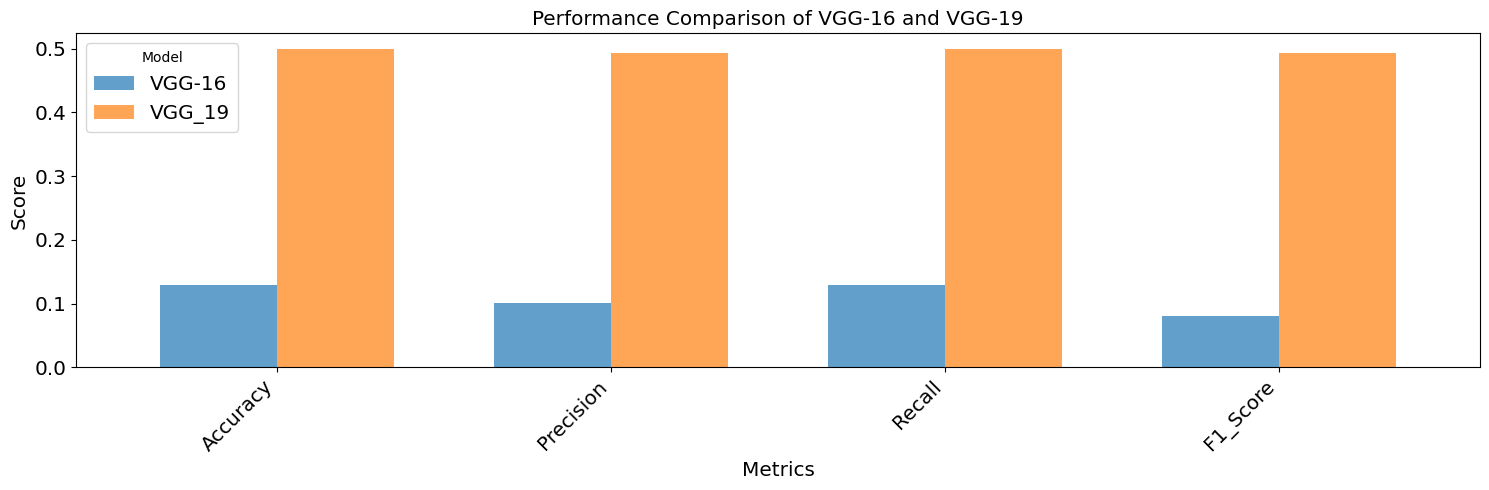 Performance Comparison of VGG-16 and VGG-19
Model
VGG-16
VGG_19
Score
0.5
0.4
0.3
0.2
0.1
0.0
Accuracy
Precision
Recall
F1_Score
Metrics